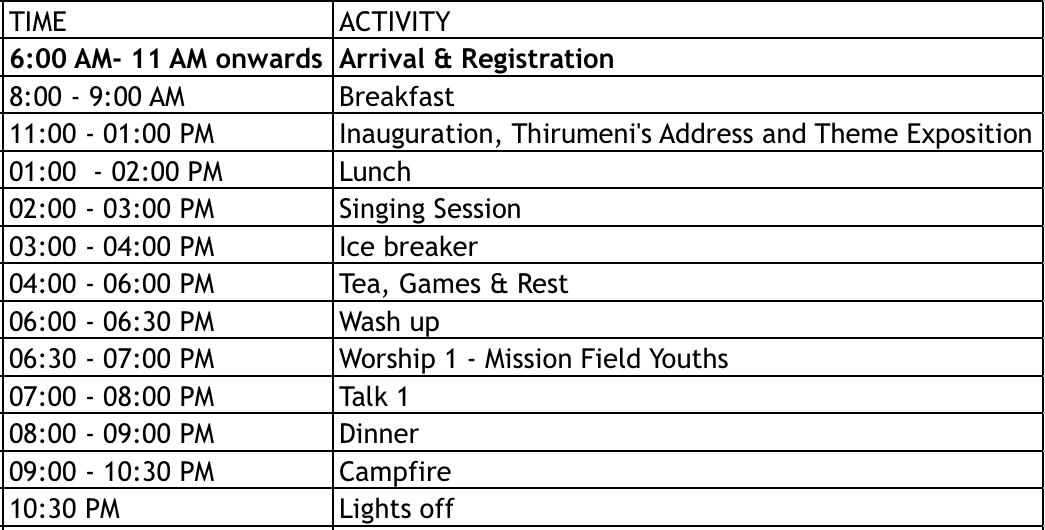 TIME ACTIVITY
6:00 AM- 11 AM onwards Arrival & Registration
8:00 - 9:00 AM Breakfast
11:00 - 01:00 PM Inauguration, Thirumeni's Address and Theme Exposition
01:00  - 02:00 PM Lunch
02:00 - 03:00 PM Singing Session
03:00 - 04:00 PM Ice breaker
04:00 - 06:00 PM Tea, Games & Rest
06:00 - 06:30 PM Wash up
06:30 - 07:00 PM Worship 1 - Mission Field Youths
07:00 - 08:00 PM Talk 1
08:00 - 09:00 PM Dinner
09:00 - 10:30 PM Campfire
10:30 PM Lights off